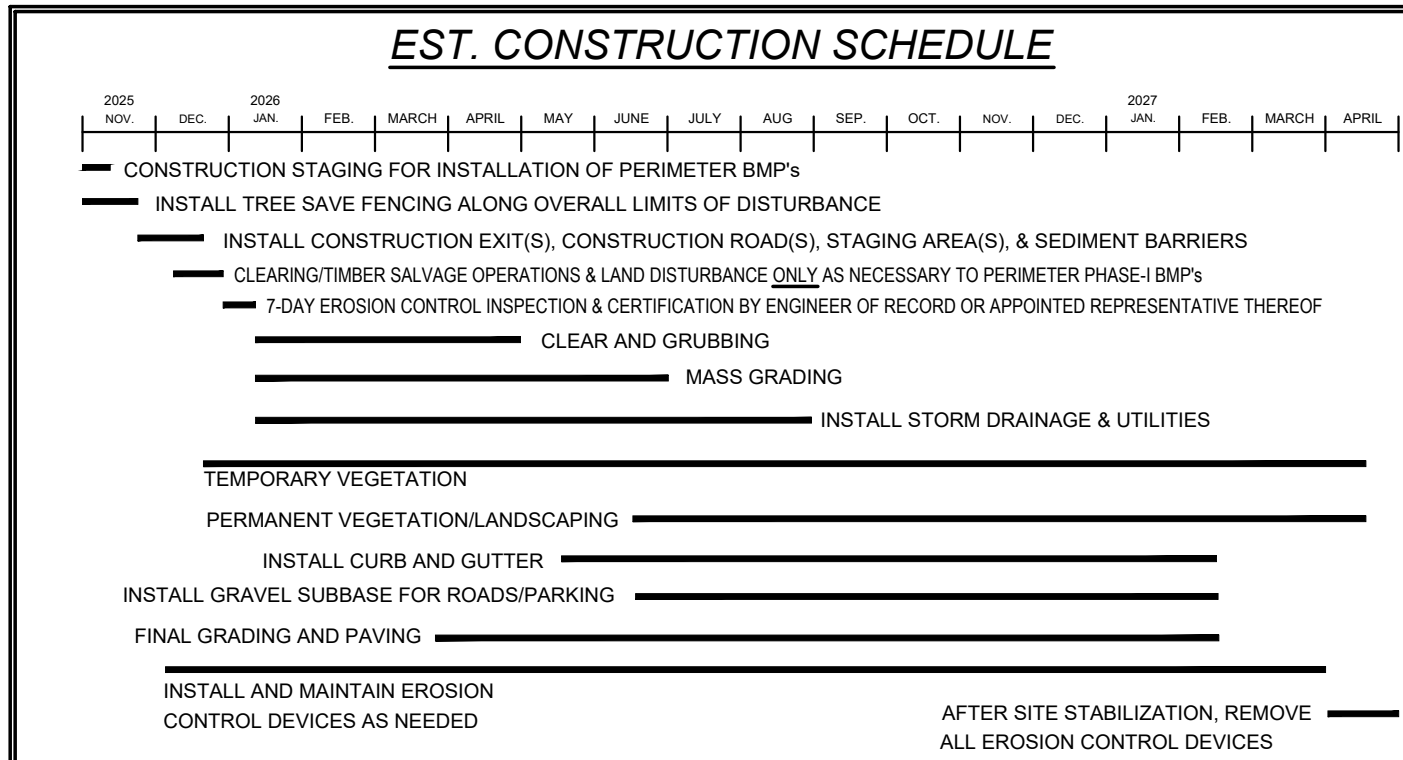 EST. CONSTRUCTION SCHEDULE
2025 2026 2027
NOV. DEC. JAN. FEB. MARCH APRIL MAY JUNE JULY AUG SEP. OCT. NOV. DEC. JAN. FEB. MARCH APRIL
CONSTRUCTION STAGING FOR INSTALLATION OF PERIMETER BMP's
INSTALL TREE SAVE FENCING ALONG OVERALL LIMITS OF DISTURBANCE
INSTALL CONSTRUCTION EXIT(S), CONSTRUCTION ROAD(S), STAGING AREA(S), & SEDIMENT BARRIERS
CLEARING/TIMBER SALVAGE OPERATIONS & LAND DISTURBANCE ONLY AS NECESSARY TO PERIMETER PHASE-I BMP's
7-DAY EROSION CONTROL INSPECTION & CERTIFICATION BY ENGINEER OF RECORD OR APPOINTED REPRESENTATIVE THEREOF
CLEAR AND GRUBBING
MASS GRADING
INSTALL STORM DRAINAGE & UTILITIES
TEMPORARY VEGETATION
PERMANENT VEGETATION/LANDSCAPING
INSTALL CURB AND GUTTER
INSTALL GRAVEL SUBBASE FOR ROADS/PARKING
FINAL GRADING AND PAVING
INSTALL AND MAINTAIN EROSION
CONTROL DEVICES AS NEEDED
AFTER SITE STABILIZATION, REMOVE
ALL EROSION CONTROL DEVICES